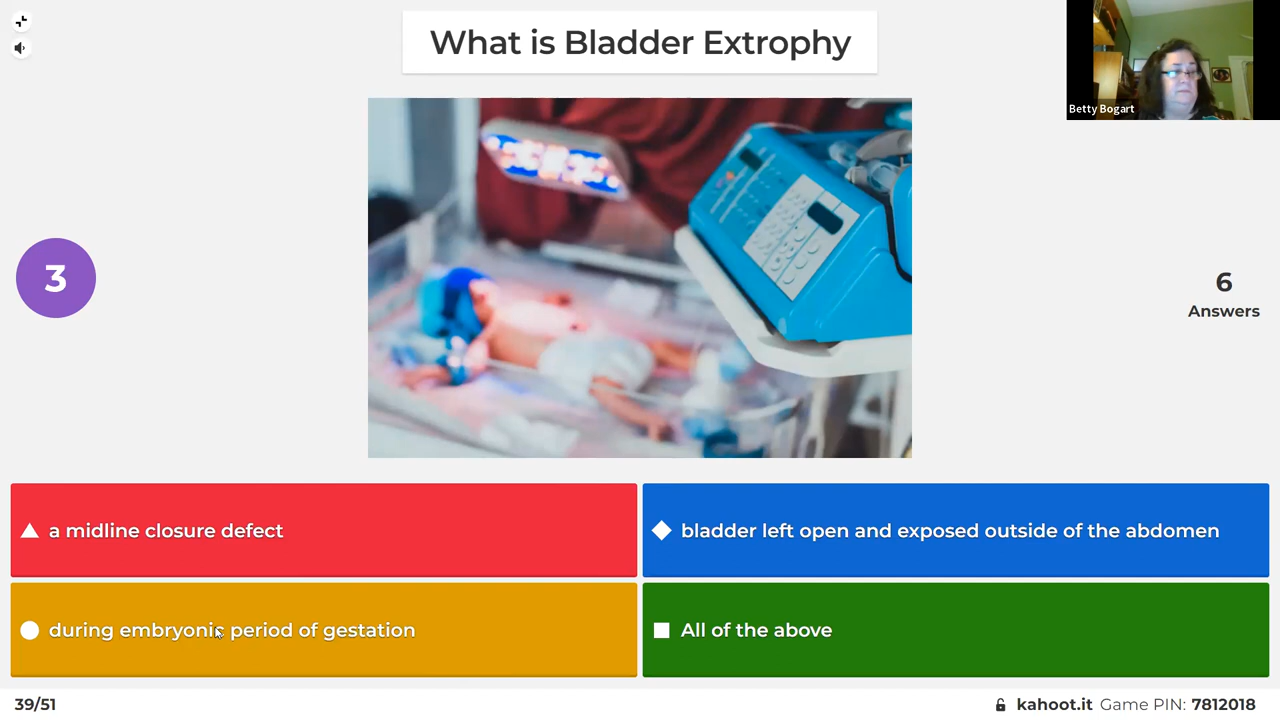 What is Bladder Extrophy
Betty Bogart
3
6
Answers
a midline closure defect
bladder left open and exposed outside of the abdomen
during embryonic period of gestation
All of the above
39/51
kahoot.it Game PIN: 7812018